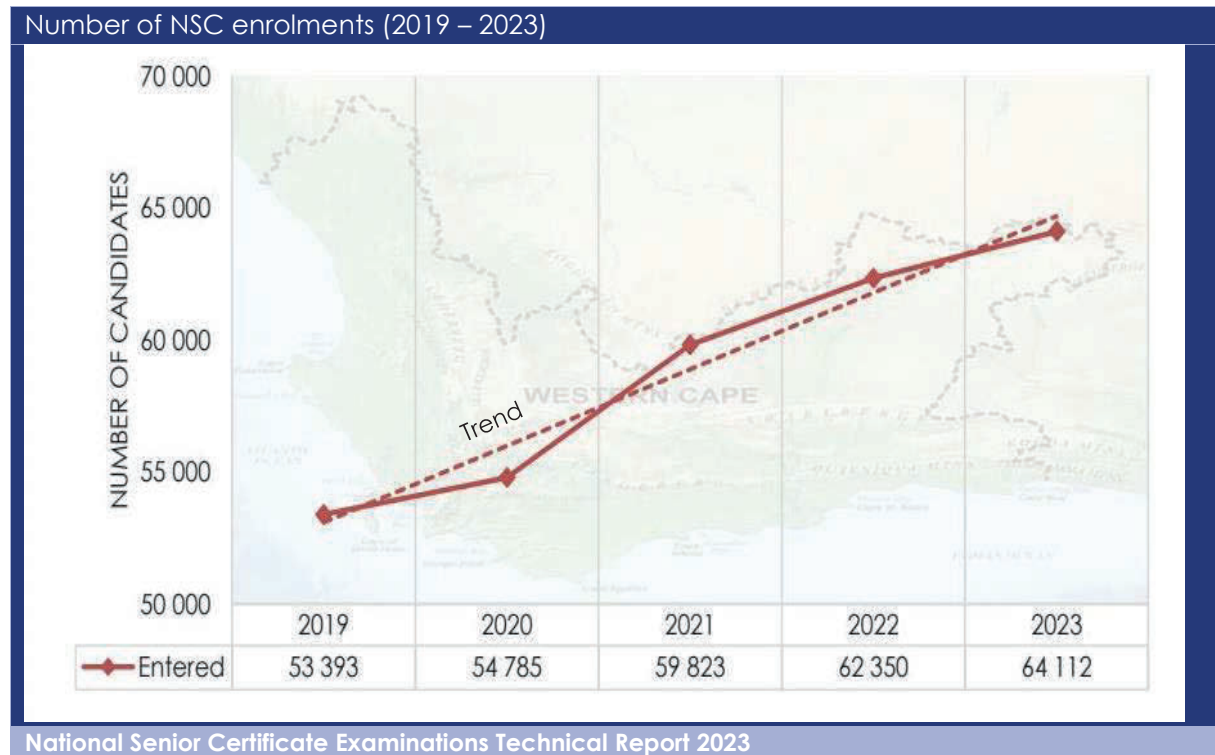 Number of NSC enrolments (2019 – 2023)
NUMBER OF CANDIDATES
70 000
65 000
60 000
55 000
50 000
Trend
WESTERN CAPE
2019 2020 2021 2022 2023
Entered 53 393 54 785 59 823 62 350 64 112
National Senior Certificate Examinations Technical Report 2023